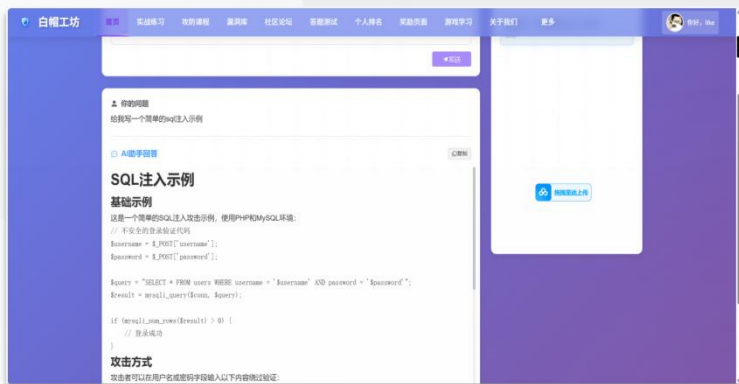 白帽工坊
首页 实战练习 攻防课程 漏洞库 社区论坛 答题测试 个人排名 奖励页面 游戏学习 关于我们 更多
你好, like
发送
你的问题
给我写一个简单的sql注入示例
AI助手回答
复制
SQL注入示例
基础示例
这是一个简单的SQL注入攻击示例，使用PHP和MySQL环境:
// 不安全的登录验证代码
$username = $_POST['username'];
$password = $_POST['password'];
$query = "SELECT * FROM users WHERE username = '$username' AND password = '$password'";
$result = mysqli_query($conn, $query);
if (mysqli_num_rows($result) > 0) {
// 登录成功
}
攻击方式
攻击者可以在用户名或密码字段输入以下内容绕过验证:
拖拽至此上传